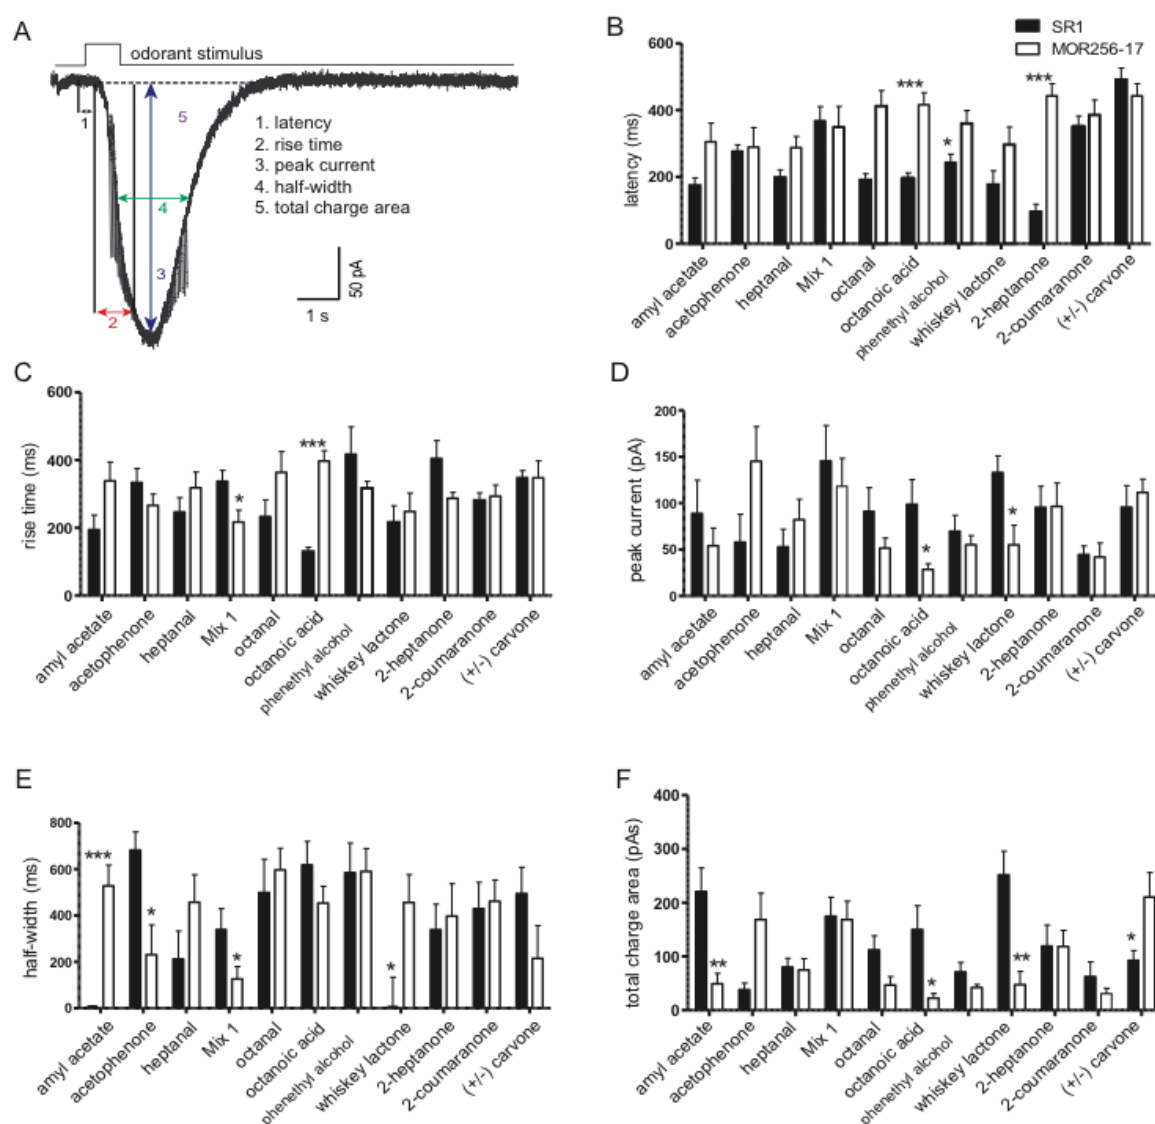 A
odorant stimulus
1
5
4
3
2
1. latency
2. rise time
3. peak current
4. half-width
5. total charge area
50 pA
1 s
B
SR1
MOR256-17
latency (ms)
600
400
200
0
***
*
***
amyl acetate
acetophenone
heptanal
Mix 1
octanal
octanoic acid
phenethyl alcohol
whiskey lactone
2-heptanone
2-coumaranone
(+/-) carvone
C
rise time (ms)
600
400
200
0
*
***
amyl acetate
acetophenone
heptanal
Mix 1
octanal
octanoic acid
phenethyl alcohol
whiskey lactone
2-heptanone
2-coumaranone
(+/-) carvone
D
peak current (pA)
200
150
100
50
0
*
*
amyl acetate
acetophenone
heptanal
Mix 1
octanal
octanoic acid
phenethyl alcohol
whiskey lactone
2-heptanone
2-coumaranone
(+/-) carvone
E
half-width (ms)
800
600
400
200
0
***
*
*
*
amyl acetate
acetophenone
heptanal
Mix 1
octanal
octanoic acid
phenethyl alcohol
whiskey lactone
2-heptanone
2-coumaranone
(+/-) carvone
F
total charge area (pAs)
400
300
200
100
0
**
*
**
*
amyl acetate
acetophenone
heptanal
Mix 1
octanal
octanoic acid
phenethyl alcohol
whiskey lactone
2-heptanone
2-coumaranone
(+/-) carvone